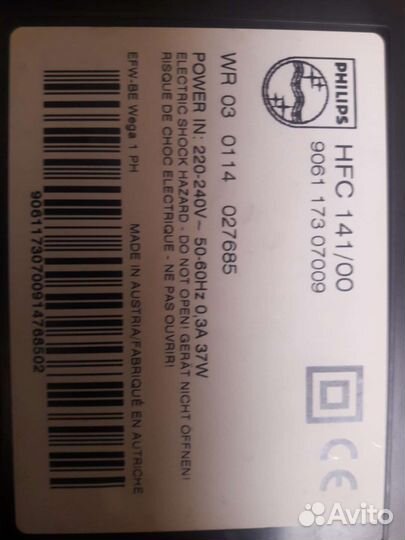 PHILIPS
HFC 141/00
9061 173 07009
WR 03 0114 027685
POWER IN: 220-240V~ 50-60Hz 0,3A 37W
ELECTRIC SHOCK HAZARD - DO NOT OPEN! GERÄT NICHT ÖFFNEN!
RISQUE DE CHOC ELECTRIQUE - NE PAS OUVRIR!
EFW-BE Wega 1 PH MADE IN AUSTRIA/FABRIQUÉ EN AUTRICHE
90611730700914768502
CE
Avito